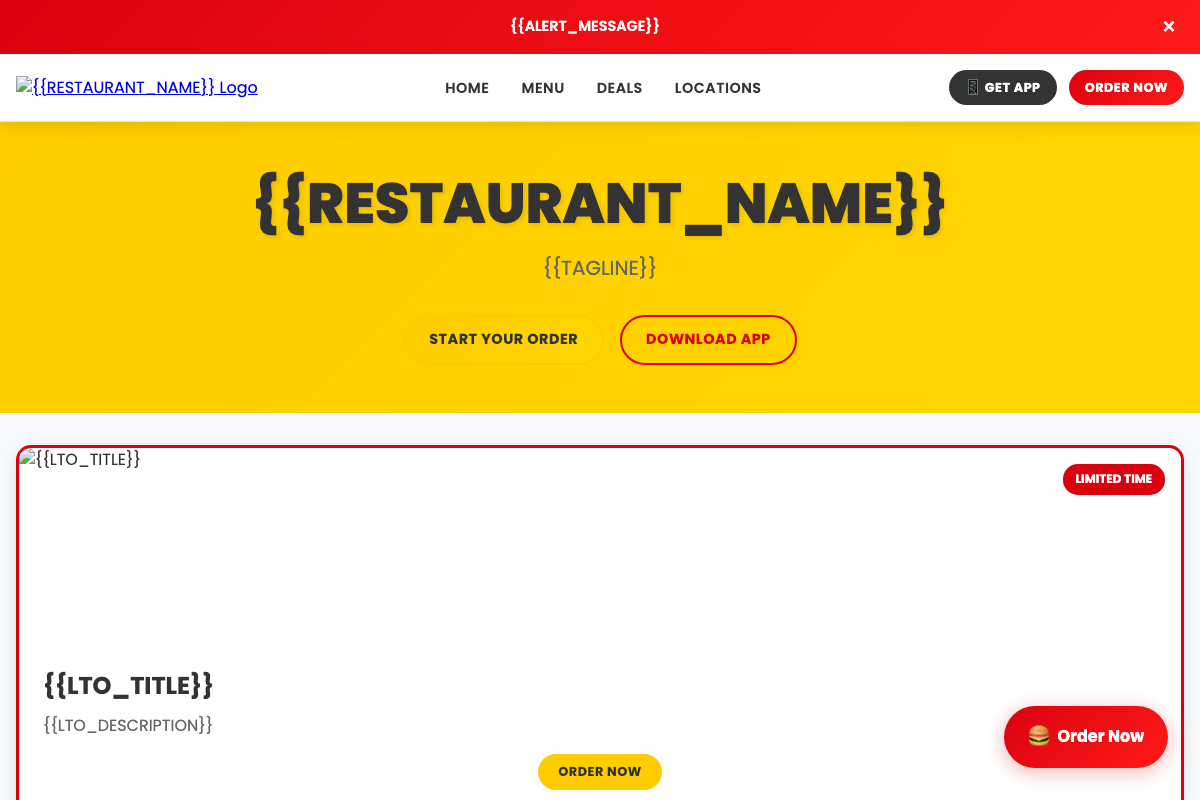 {{ALERT_MESSAGE}} ×
{{RESTAURANT_NAME}} Logo HOME MENU DEALS LOCATIONS 📱 GET APP ORDER NOW
{{RESTAURANT_NAME}}
{{TAGLINE}}
START YOUR ORDER DOWNLOAD APP
{{LTO_TITLE}}
LIMITED TIME
{{LTO_TITLE}}
{{LTO_DESCRIPTION}}
🍔 Order Now
ORDER NOW